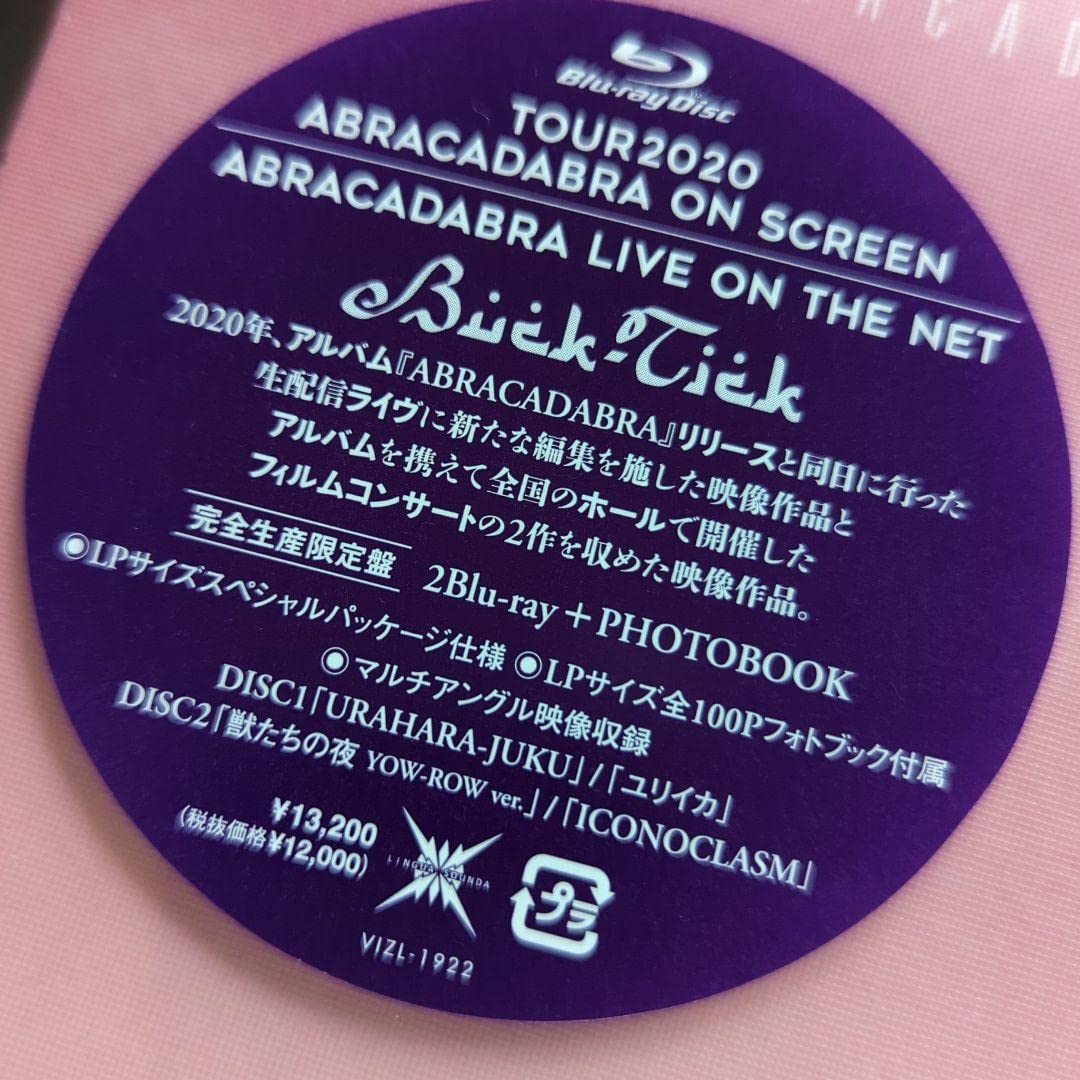 ACAD
Blu-ray Disc
TM
TOUR2020
ABRACADABRA ON SCREEN
ABRACADABRA LIVE ON THE NET
Buck-Tick
2020年、アルバム『ABRACADABRA』リリースと同日に行った
生配信ライヴに新たな編集を施した映像作品と
アルバムを携えて全国のホールで開催した
フィルムコンサートの2作を収めた映像作品。
完全生産限定盤 2Blu-ray + PHOTOBOOK
◉LPサイズスペシャルパッケージ仕様 ◉LPサイズ全100Pフォトブック付属
◉マルチアングル映像収録
DISC1「URAHARA-JUKU」/「ユリイカ」
DISC2「獣たちの夜 YOW-ROW ver.」/「ICONOCLASM」
¥13,200
(税抜価格¥12,000)
LINGUA SOUNDA
プラ
VIZL-1922